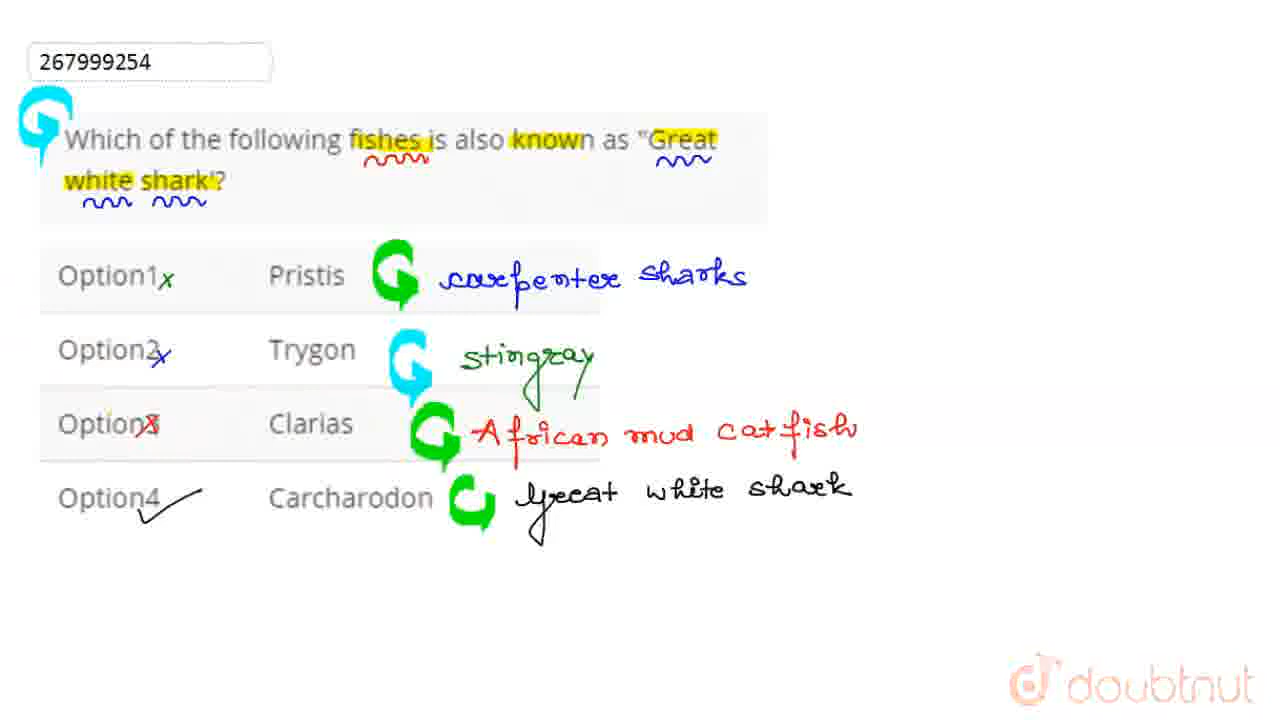 267999254
Which of the following fishes is also known as "Great
white shark'?
Option1 x Pristis carpenter sharks
Option2 x Trygon stingray
Option3 x Clarias African mud catfish
Option4 ✓ Carcharodon Great white shark
doubtnut